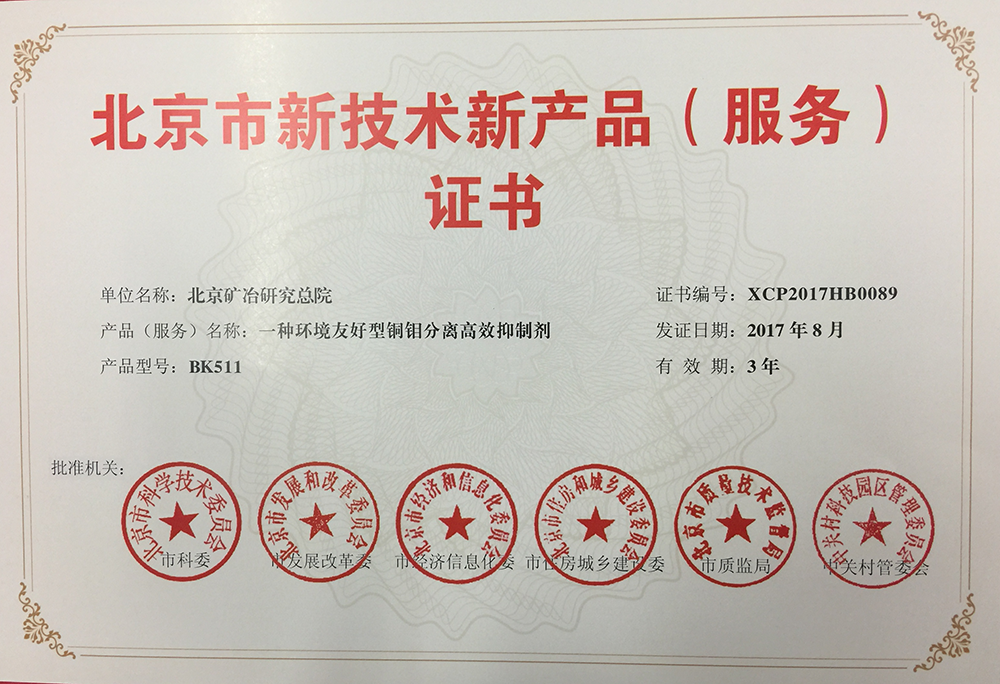 北京市新技术新产品（服务）
证书
单位名称：北京矿冶研究总院
证书编号：XCP2017HB0089
产品（服务）名称：一种环境友好型铜钼分离高效抑制剂
发证日期：2017年8月
产品型号：BK511
有 效 期：3年
批准机关：
北京市科学技术委员会
北京市发展和改革委员会
北京市经济和信息化委员会
北京市住房和城乡建设委员会
北京市质量技术监督局
中关村科技园区管理委员会
市科委
市发展改革委
市经济信息化委
市住房城乡建设委
市质监局
中关村管委会